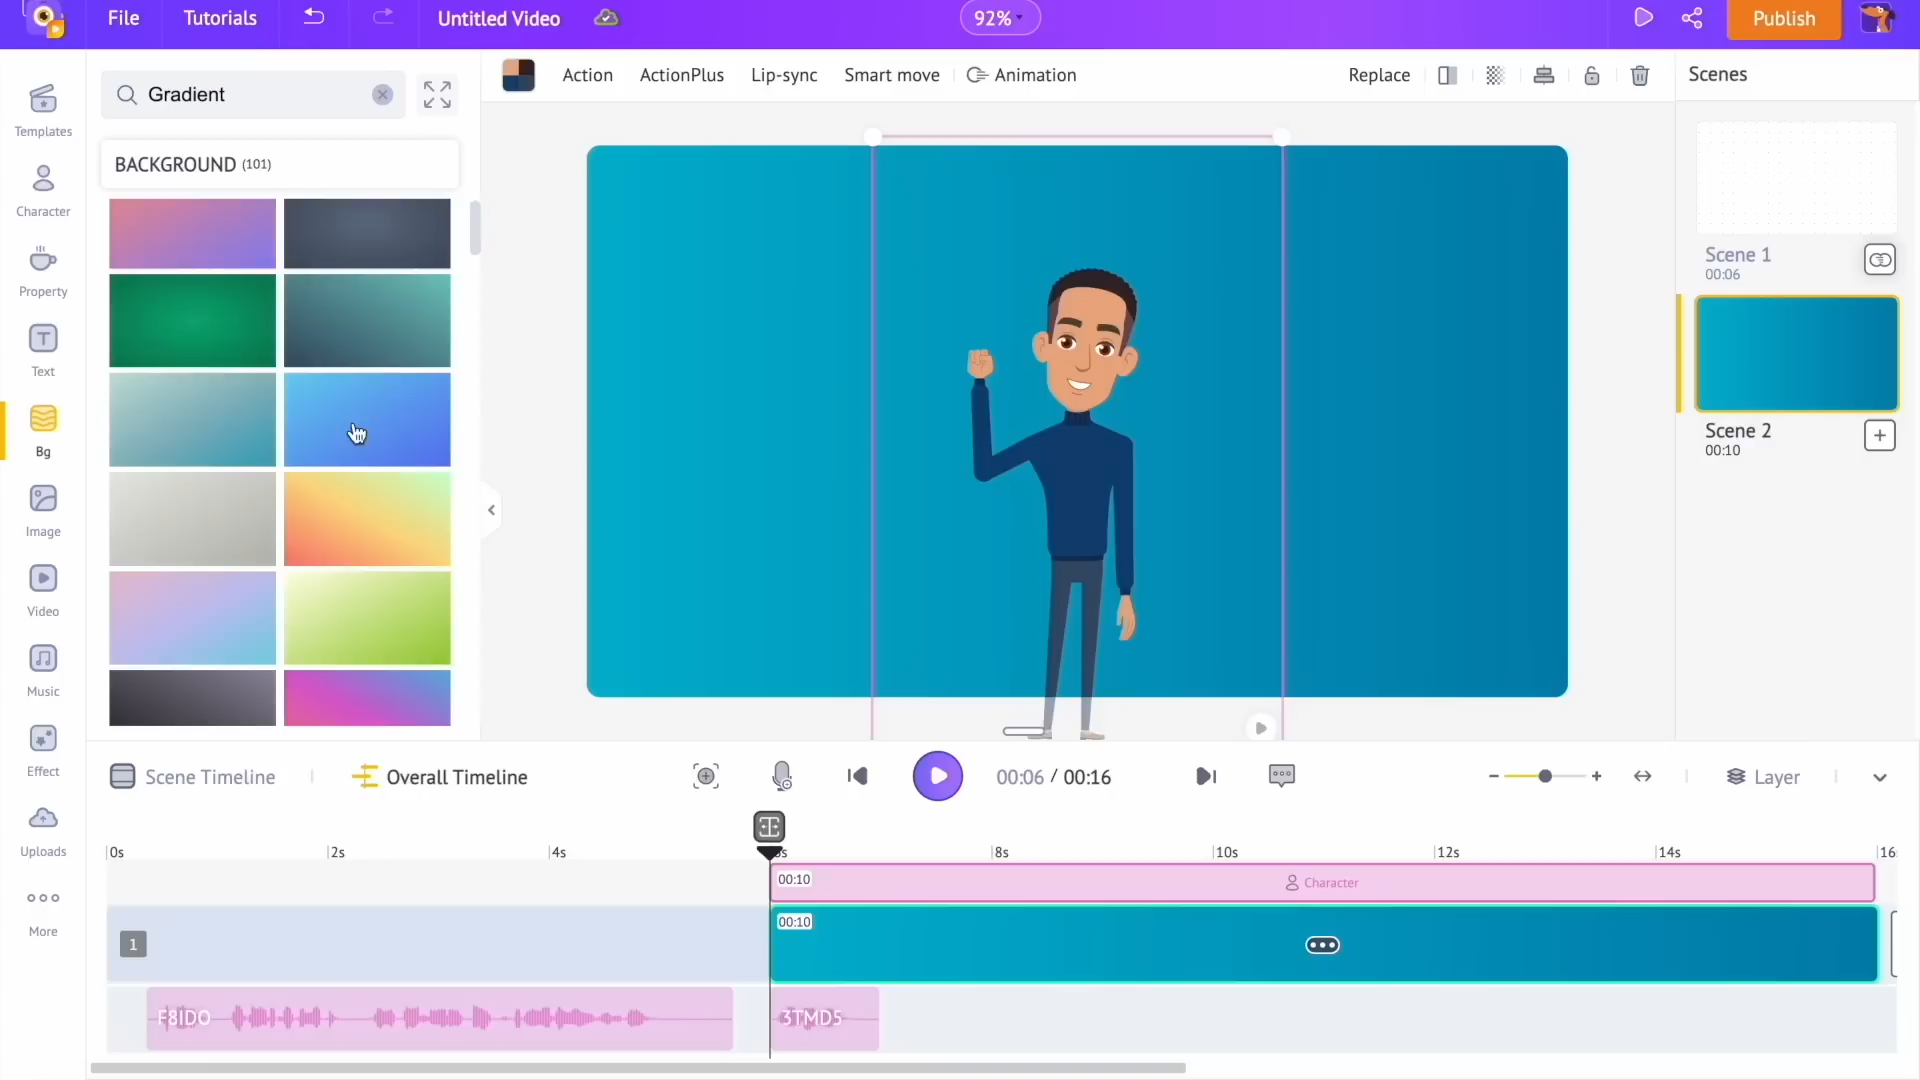 File
Tutorials
Untitled Video
92%
Publish
Templates
Character
Property
Text
Bg
Image
Video
Music
Effect
Uploads
More
Gradient
BACKGROUND (101)
Action
ActionPlus
Lip-sync
Smart move
Animation
Replace
Scenes
Scene 1
00:06
Scene 2
00:10
Scene Timeline
Overall Timeline
00:06 / 00:16
Layer
0s
2s
4s
8s
10s
12s
14s
16
00:10
Character
1
00:10
F8IDO
3TMD5